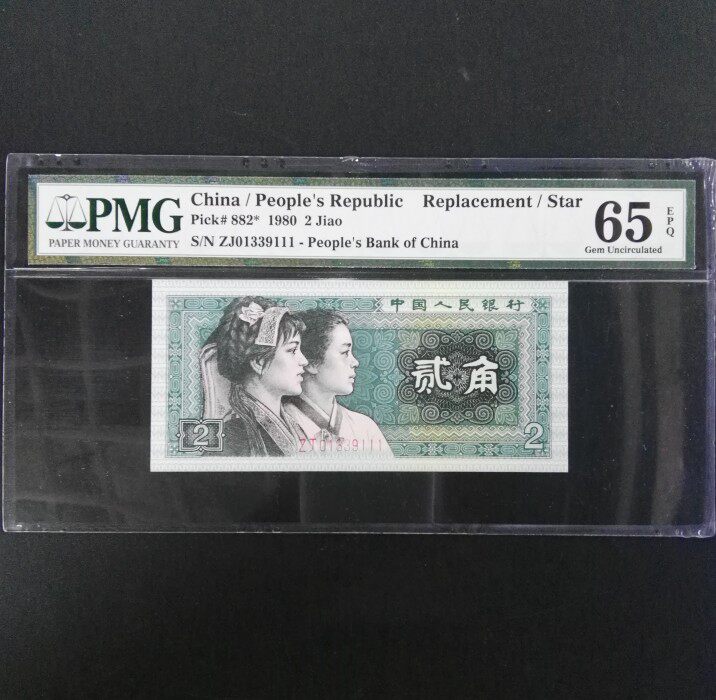 PMG
PAPER MONEY GUARANTY
China / People's Republic Replacement / Star
Pick# 882* 1980 2 Jiao
S/N ZJ01339111 - People's Bank of China
65
EPQ
Gem Uncirculated
中国人民银行
贰角
2
ZJ01339111
2